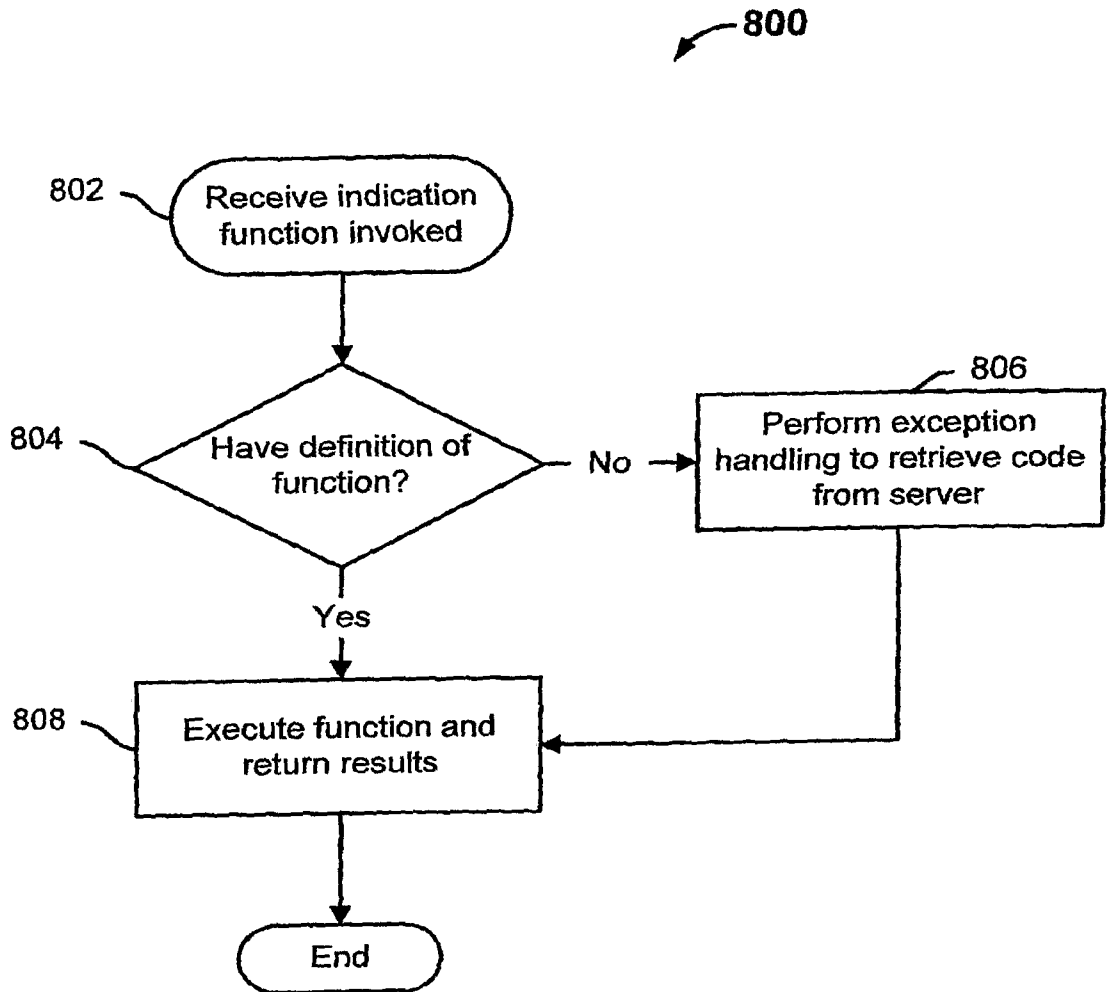 800
802
Receive indication
function invoked
804
Have definition of
function?
No
806
Perform exception
handling to retrieve code
from server
Yes
808
Execute function and
return results
End